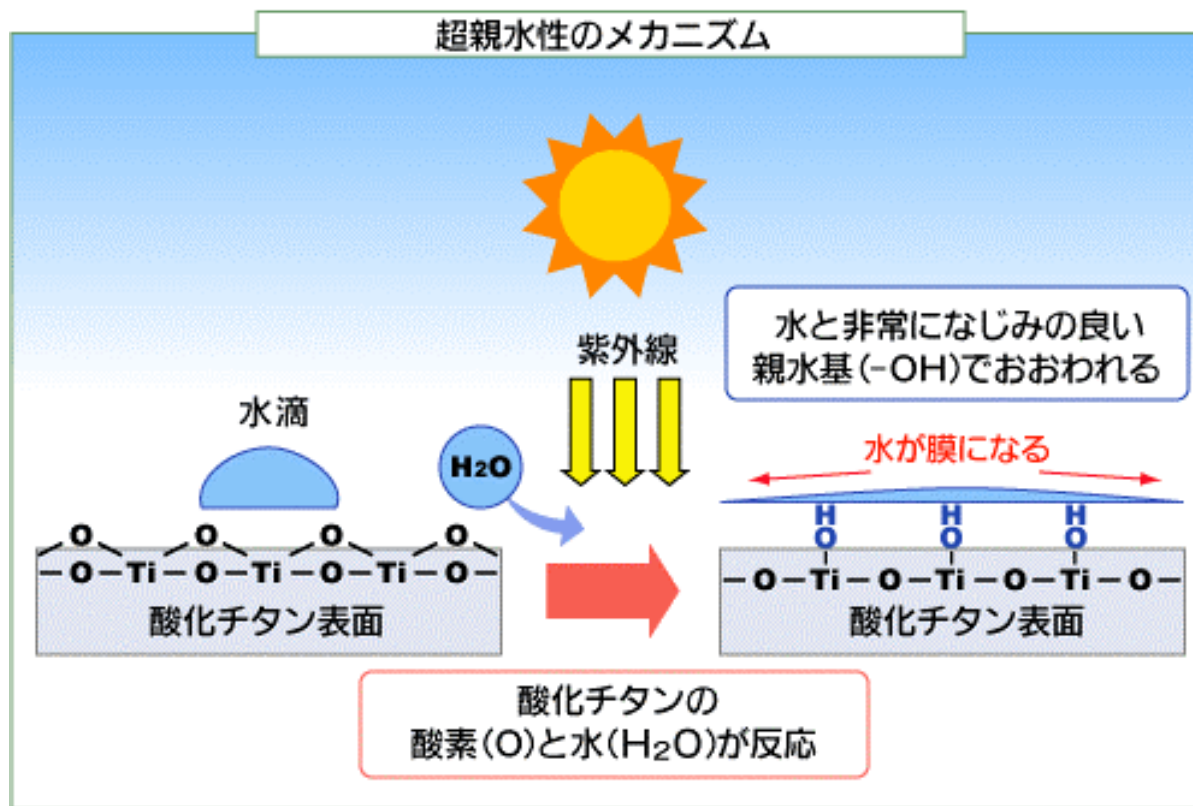 超親水性のメカニズム
紫外線
水と非常になじみの良い
親水基(-OH)でおおわれる
水滴
H₂O
水が膜になる
O O O O
－O－Ti－O－Ti－O－Ti－O－
酸化チタン表面
H H H
O O O
－O－Ti－O－Ti－O－Ti－O－
酸化チタン表面
酸化チタンの
酸素(O)と水(H₂O)が反応